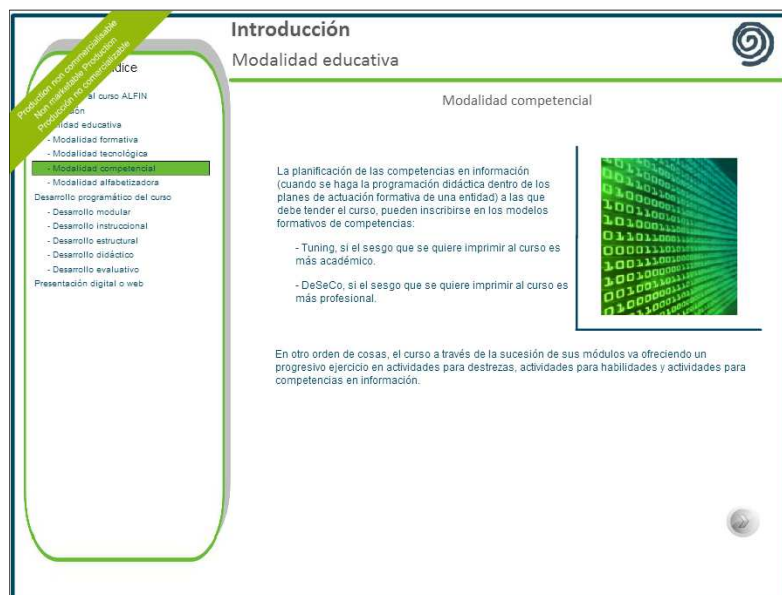 Introducción
Modalidad educativa
Production non commercialisable
Non marketable Production
Producción no comercializable
al curso ALFIN
- Modalidad formativa
- Modalidad tecnológica
- Modalidad competencial
- Modalidad alfabetizadora
Desarrollo programático del curso
- Desarrollo modular
- Desarrollo instruccional
- Desarrollo estructural
- Desarrollo didáctico
- Desarrollo evaluativo
Presentación digital o web
Modalidad competencial
La planificación de las competencias en información
(cuando se haga la programación didáctica dentro de los
planes de actuación formativa de una entidad) a las que
debe tender el curso, pueden inscribirse en los modelos
formativos de competencias:
- Tuning, si el sesgo que se quiere imprimir al curso es
más académico.
- DeSeCo, si el sesgo que se quiere imprimir al curso es
más profesional.
En otro orden de cosas, el curso a través de la sucesión de sus módulos va ofreciendo un
progresivo ejercicio en actividades para destrezas, actividades para habilidades y actividades para
competencias en información.